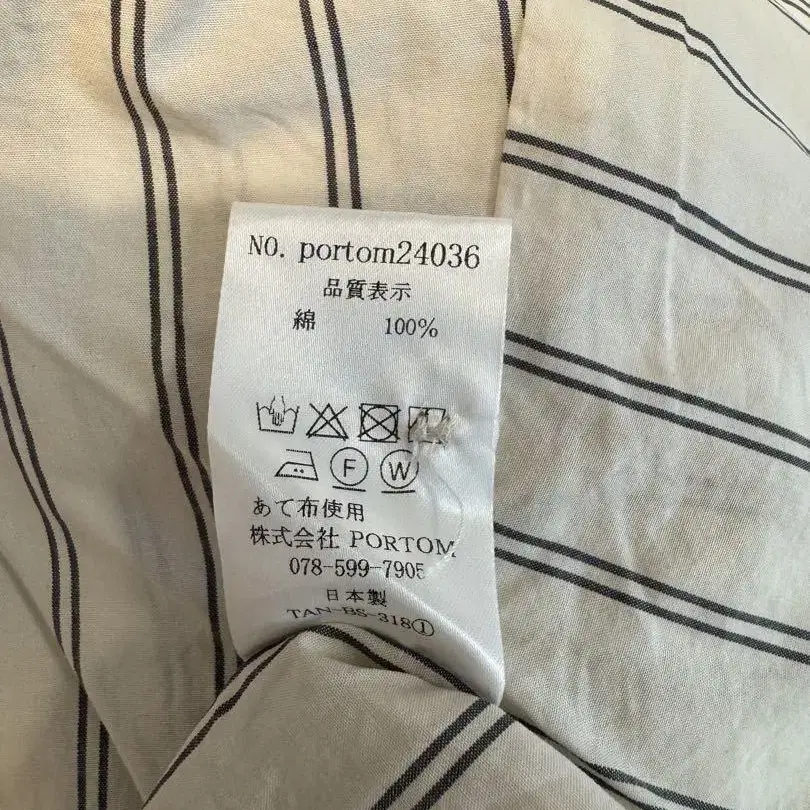 NO. portom24036
品質表示
綿 100%
F W
あて布使用
株式会社 PORTOM
078-599-7905
日本製
TAN-BS-318①